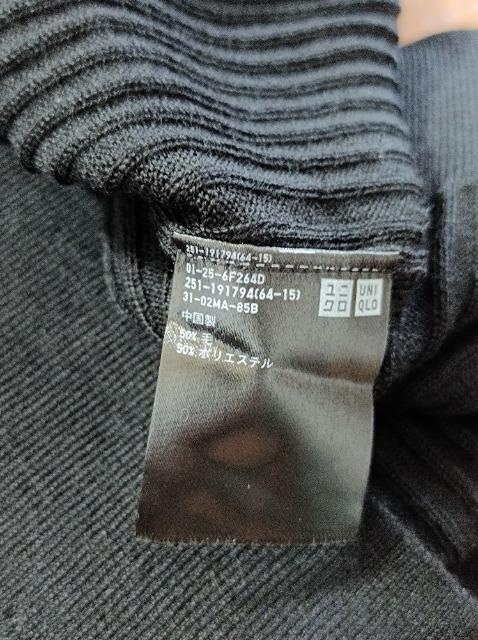 251-191794(64-15)
01-25-6F264D
251-191794(64-15)
31-02MA-85B
ユニ
クロ
UNI
QLO
中国製
50% 毛
50% ポリエステル